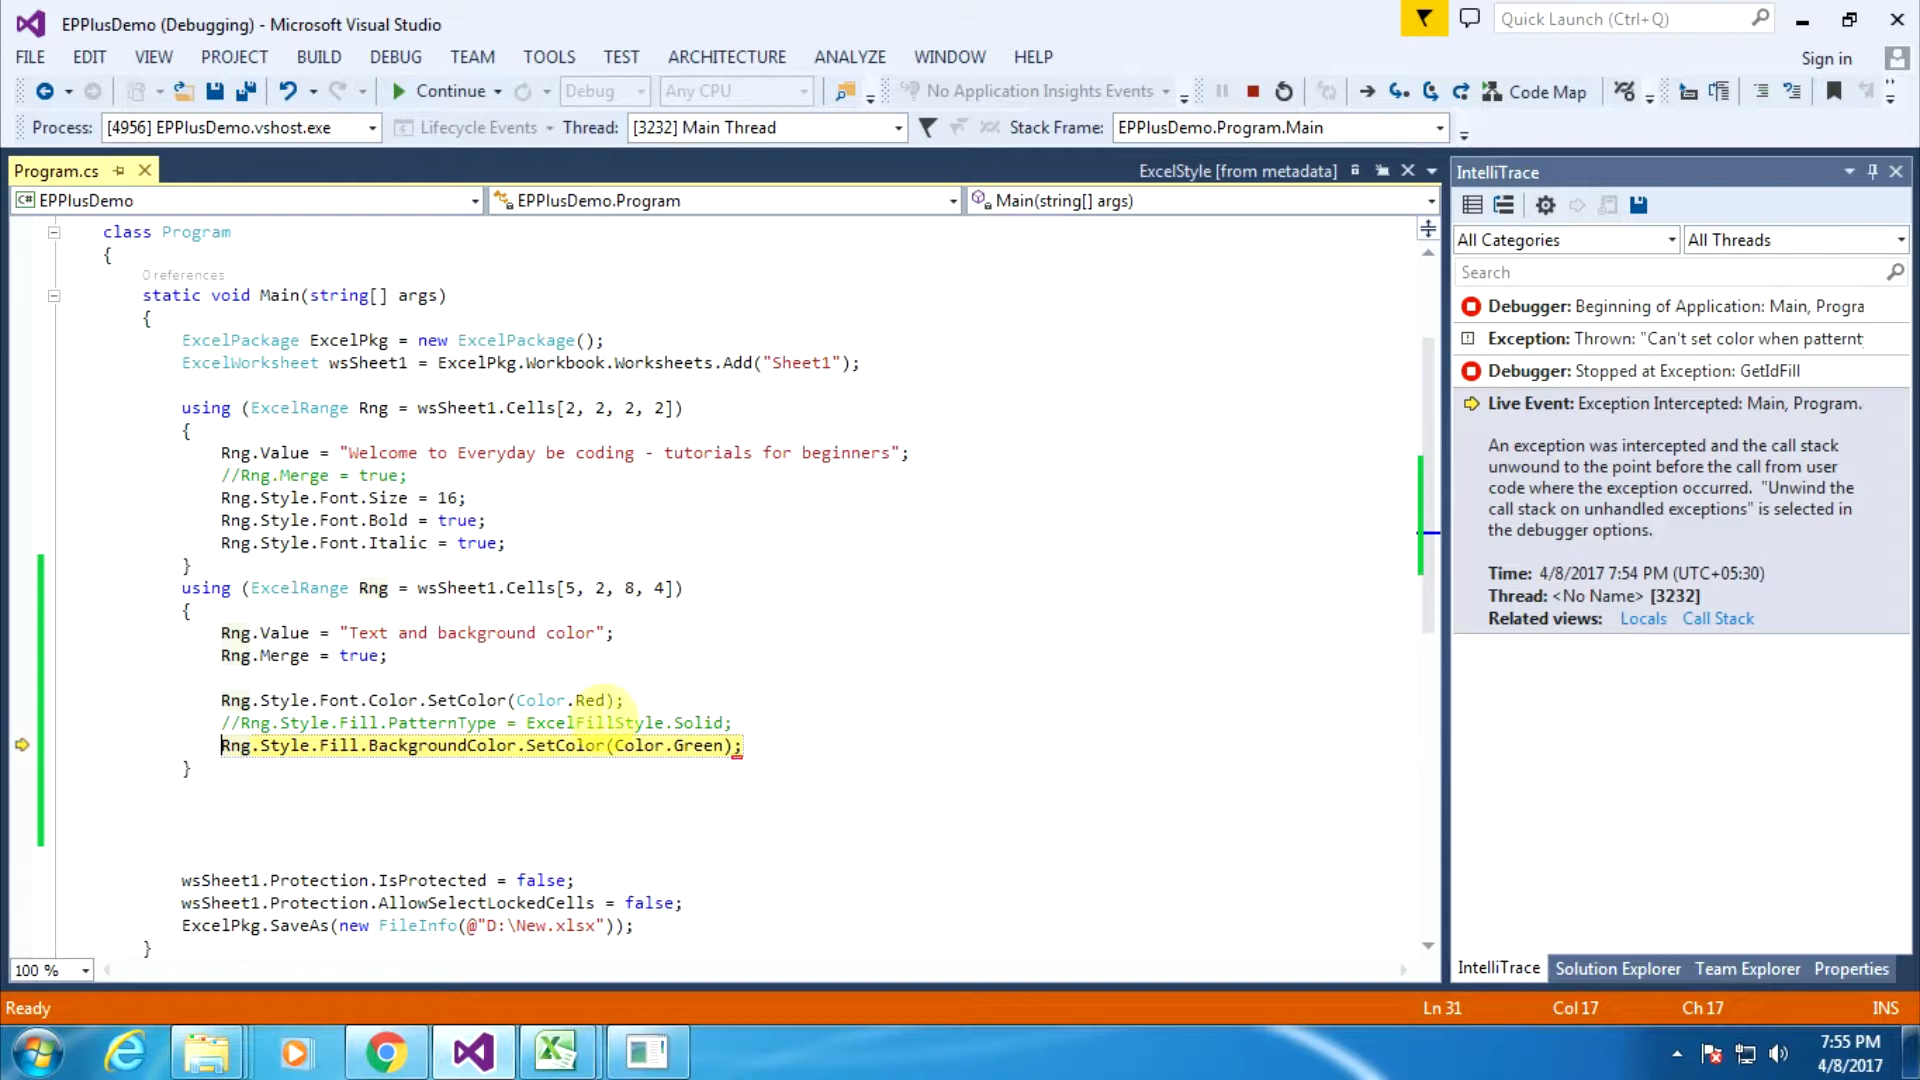 EPPlusDemo (Debugging) - Microsoft Visual Studio
Quick Launch (Ctrl+Q)
FILE EDIT VIEW PROJECT BUILD DEBUG TEAM TOOLS TEST ARCHITECTURE ANALYZE WINDOW HELP
Sign in
Continue Debug Any CPU No Application Insights Events Code Map
Process: [4956] EPPlusDemo.vshost.exe Lifecycle Events Thread: [3232] Main Thread Stack Frame: EPPlusDemo.Program.Main
Program.cs ExcelStyle [from metadata]
C# EPPlusDemo EPPlusDemo.Program Main(string[] args)
class Program
{
0 references
static void Main(string[] args)
{
ExcelPackage ExcelPkg = new ExcelPackage();
ExcelWorksheet wsSheet1 = ExcelPkg.Workbook.Worksheets.Add("Sheet1");
using (ExcelRange Rng = wsSheet1.Cells[2, 2, 2, 2])
{
Rng.Value = "Welcome to Everyday be coding - tutorials for beginners";
//Rng.Merge = true;
Rng.Style.Font.Size = 16;
Rng.Style.Font.Bold = true;
Rng.Style.Font.Italic = true;
}
using (ExcelRange Rng = wsSheet1.Cells[5, 2, 8, 4])
{
Rng.Value = "Text and background color";
Rng.Merge = true;
Rng.Style.Font.Color.SetColor(Color.Red);
//Rng.Style.Fill.PatternType = ExcelFillStyle.Solid;
Rng.Style.Fill.BackgroundColor.SetColor(Color.Green);
}
wsSheet1.Protection.IsProtected = false;
wsSheet1.Protection.AllowSelectLockedCells = false;
ExcelPkg.SaveAs(new FileInfo(@"D:\New.xlsx"));
}
100 %
IntelliTrace
All Categories All Threads
Search
Debugger: Beginning of Application: Main, Progra
Exception: Thrown: "Can't set color when patternt
Debugger: Stopped at Exception: GetIdFill
Live Event: Exception Intercepted: Main, Program.
An exception was intercepted and the call stack
unwound to the point before the call from user
code where the exception occurred. "Unwind the
call stack on unhandled exceptions" is selected in
the debugger options.
Time: 4/8/2017 7:54 PM (UTC+05:30)
Thread: <No Name> [3232]
Related views: Locals Call Stack
IntelliTrace Solution Explorer Team Explorer Properties
Ready Ln 31 Col 17 Ch 17 INS
7:55 PM
4/8/2017